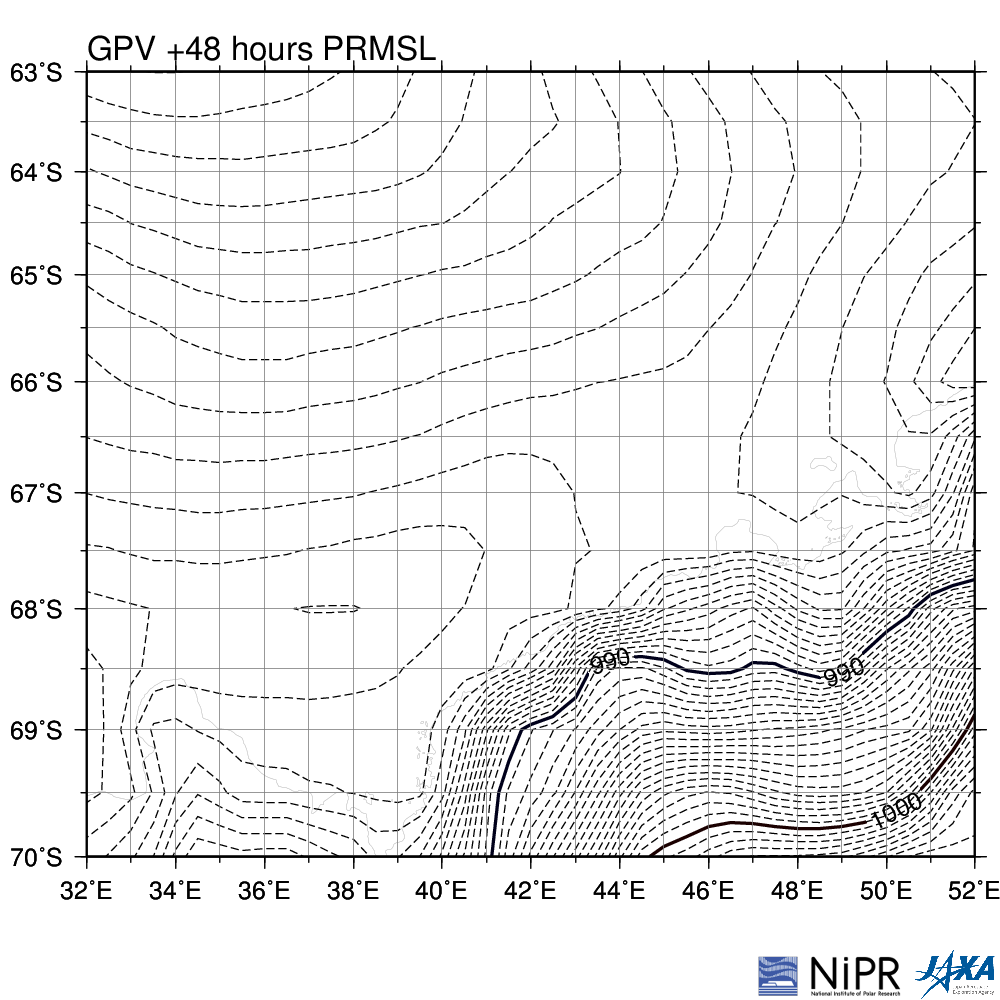 GPV +48 hours PRMSL
63°S
64°S
65°S
66°S
67°S
68°S
69°S
70°S
990
990
1000
32°E 34°E 36°E 38°E 40°E 42°E 44°E 46°E 48°E 50°E 52°E
NiPR
National Institute of Polar Research
JAXA
Japan Aerospace Exploration Agency